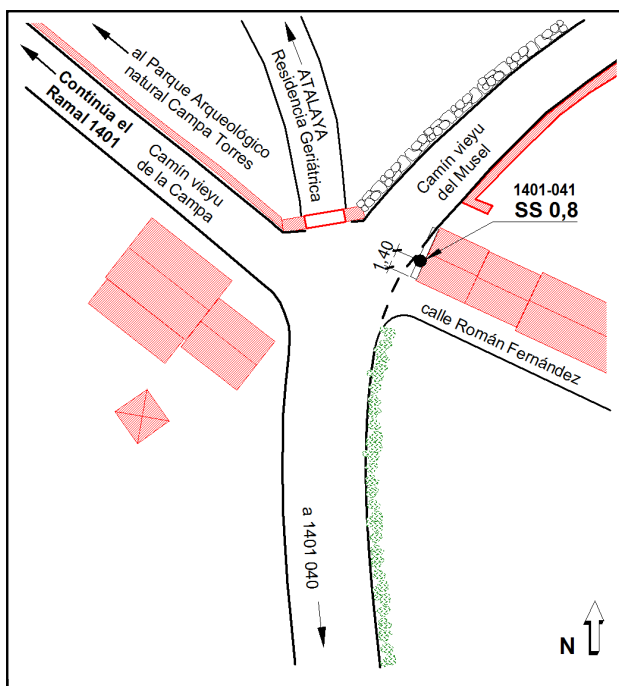 al Parque Arqueológico
natural Campa Torres
Continúa el
Ramal 1401
Camín vieyu
de la Campa
ATALAYA
Residencia Geriátrica
Camín vieyu
del Musel
1401-041
SS 0,8
1,40
calle Román Fernández
a 1401 040
N